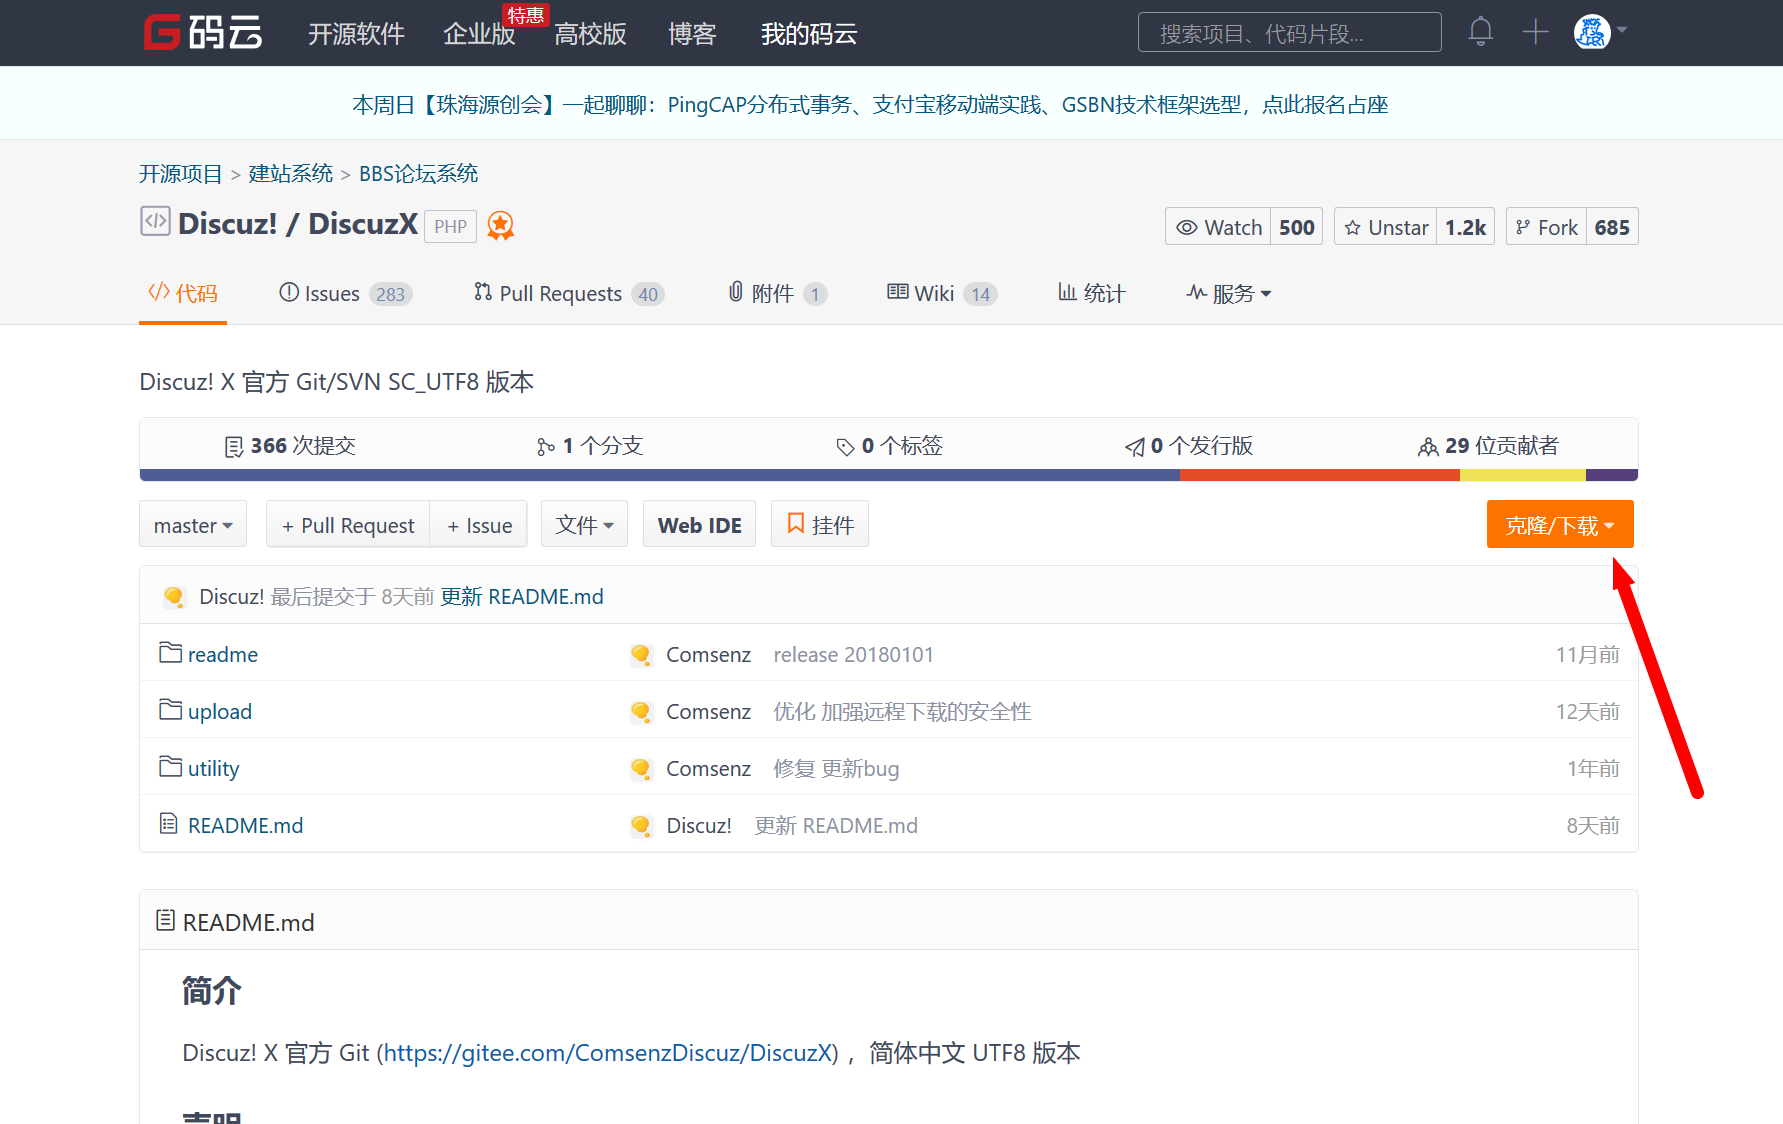 G 码云 开源软件 企业版 特惠 高校版 博客 我的码云 搜索项目、代码片段...
本周日【珠海源创会】一起聊聊：PingCAP分布式事务、支付宝移动端实践、GSBN技术框架选型，点此报名占座
开源项目 > 建站系统 > BBS论坛系统
Discuz! / DiscuzX PHP Watch 500 Unstar 1.2k Fork 685
代码 Issues 283 Pull Requests 40 附件 1 Wiki 14 统计 服务
Discuz! X 官方 Git/SVN SC_UTF8 版本
366 次提交 1 个分支 0 个标签 0 个发行版 29 位贡献者
master + Pull Request + Issue 文件 Web IDE 挂件 克隆/下载
Discuz! 最后提交于 8天前 更新 README.md
readme Comsenz release 20180101 11月前
upload Comsenz 优化 加强远程下载的安全性 12天前
utility Comsenz 修复 更新bug 1年前
README.md Discuz! 更新 README.md 8天前
README.md
简介
Discuz! X 官方 Git (https://gitee.com/ComsenzDiscuz/DiscuzX) ，简体中文 UTF8 版本